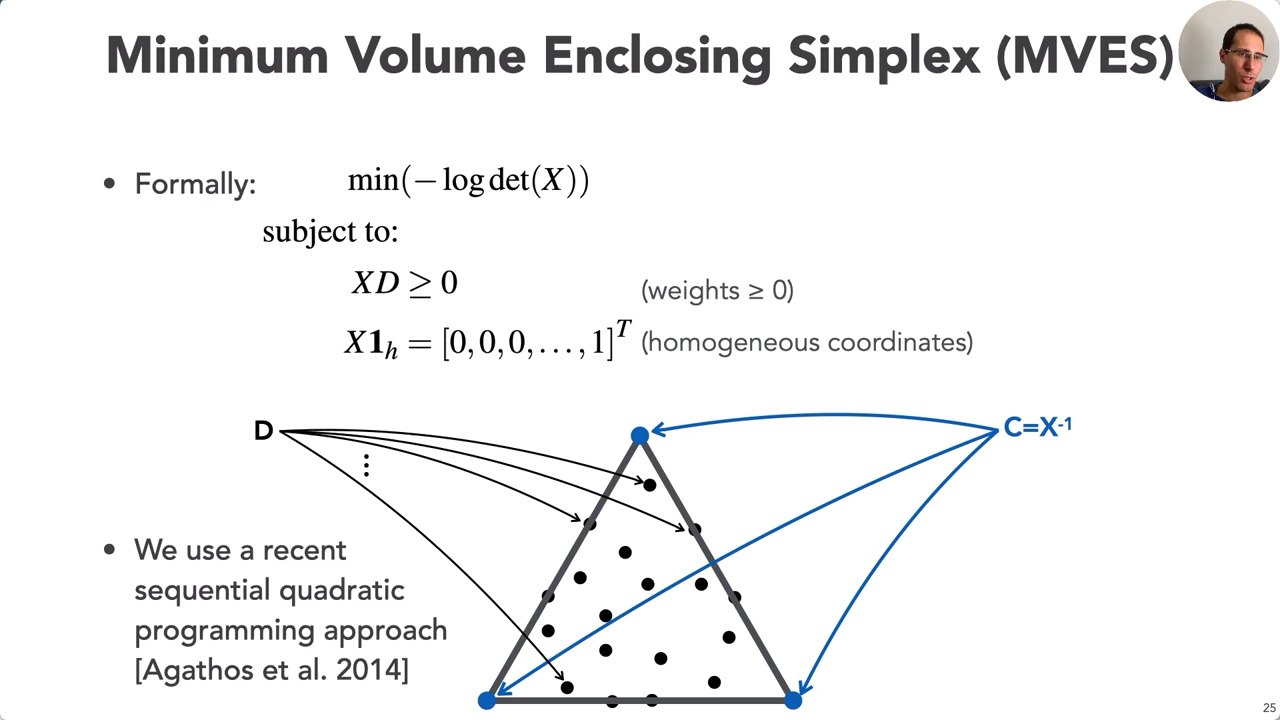 Minimum Volume Enclosing Simplex (MVES)
• Formally: min(− log det(X))
subject to:
XD ≥ 0 (weights ≥ 0)
X1ₕ = [0,0,0,...,1]ᵀ (homogeneous coordinates)
D
C=X⁻¹
• We use a recent
sequential quadratic
programming approach
[Agathos et al. 2014]
25